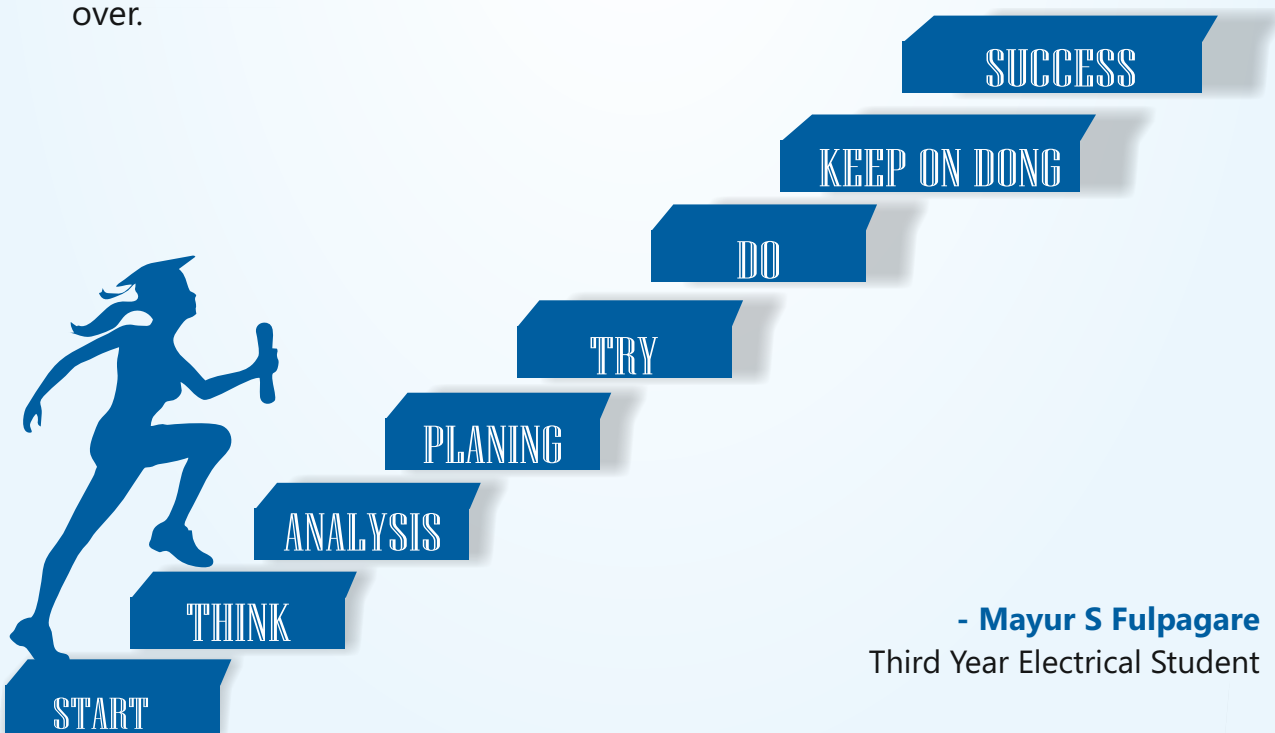 over.
SUCCESS
KEEP ON DONG
DO
TRY
PLANING
ANALYSIS
THINK
START
- Mayur S Fulpagare
Third Year Electrical Student